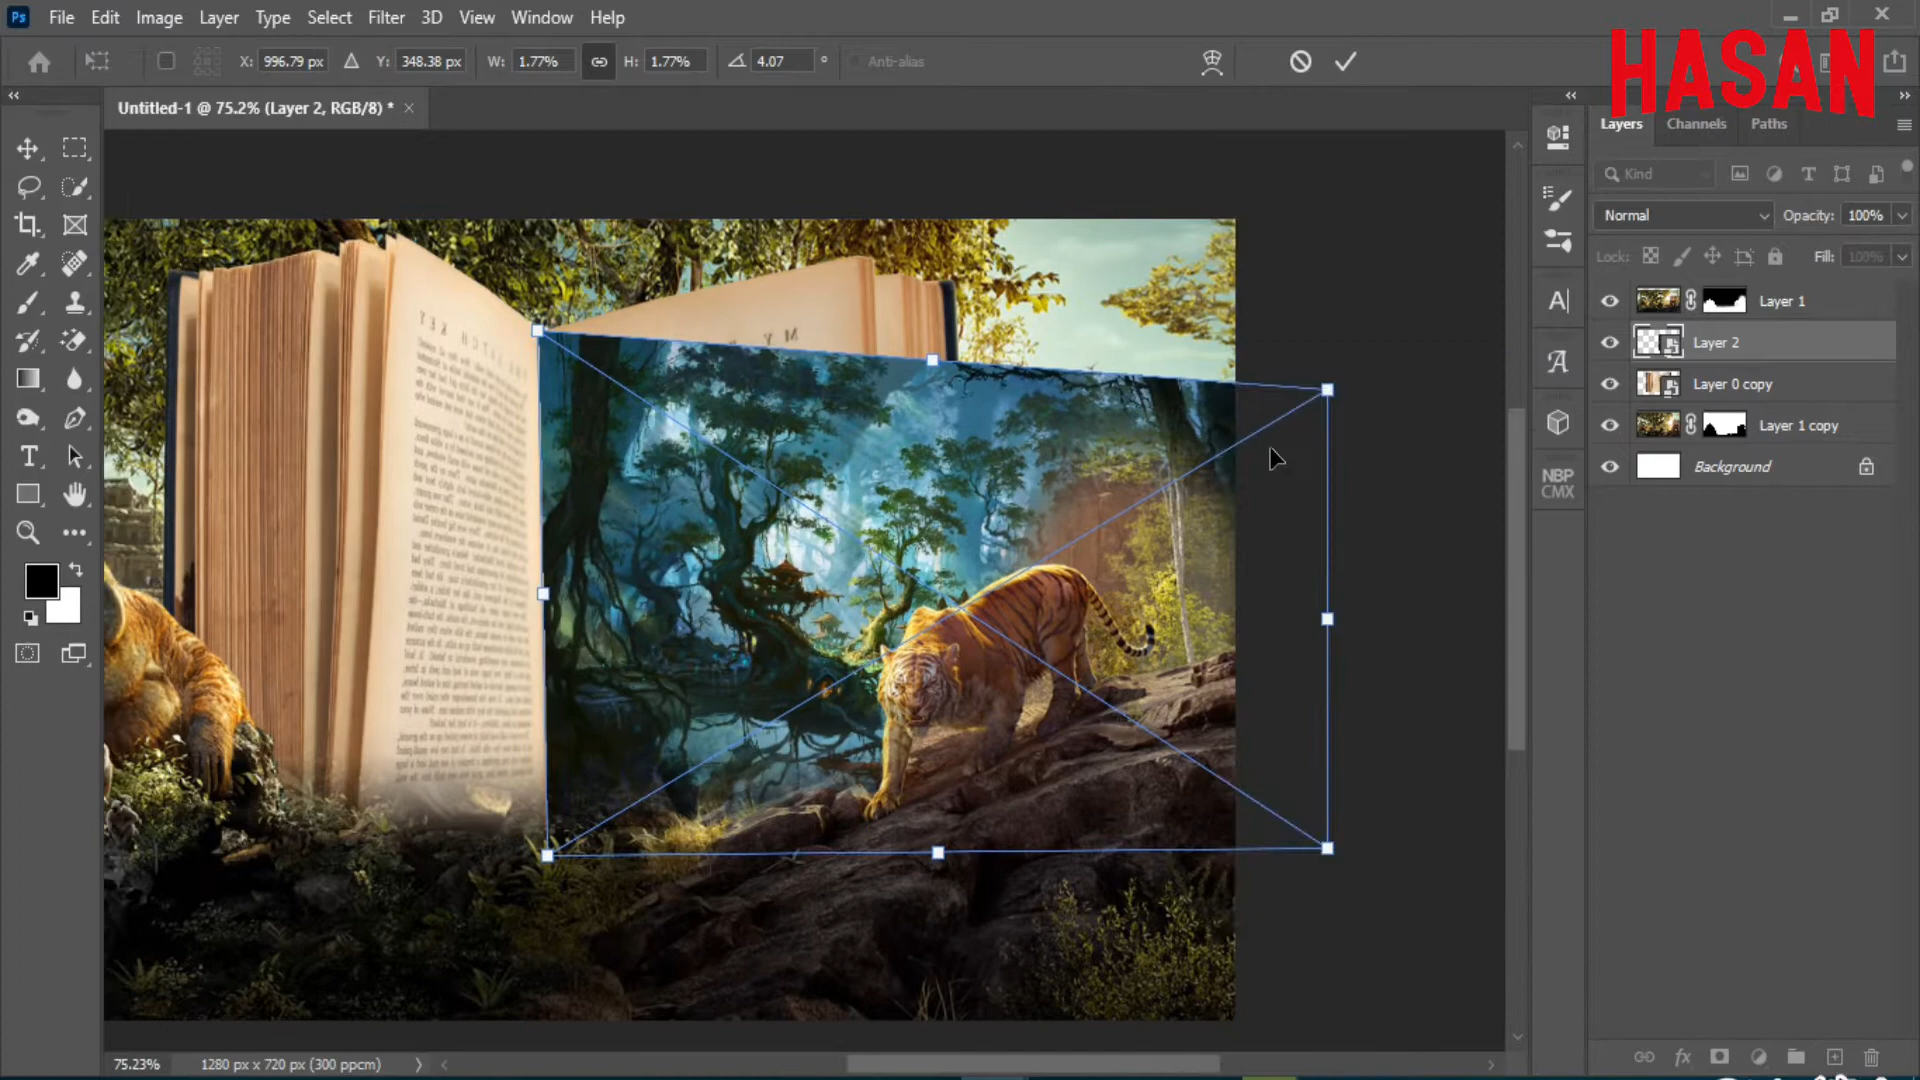 Ps File Edit Image Layer Type Select Filter 3D View Window Help
X: 996.79 px Y: 348.38 px W: 1.77% H: 1.77% 4.07 ° Anti-alias
HASAN
Untitled-1 @ 75.2% (Layer 2, RGB/8) *
Layers Channels Paths
Kind
Normal Opacity: 100%
Lock: Fill: 100%
Layer 1
Layer 2
Layer 0 copy
Layer 1 copy
Background
NBP
CMX
75.23% 1280 px x 720 px (300 ppcm)